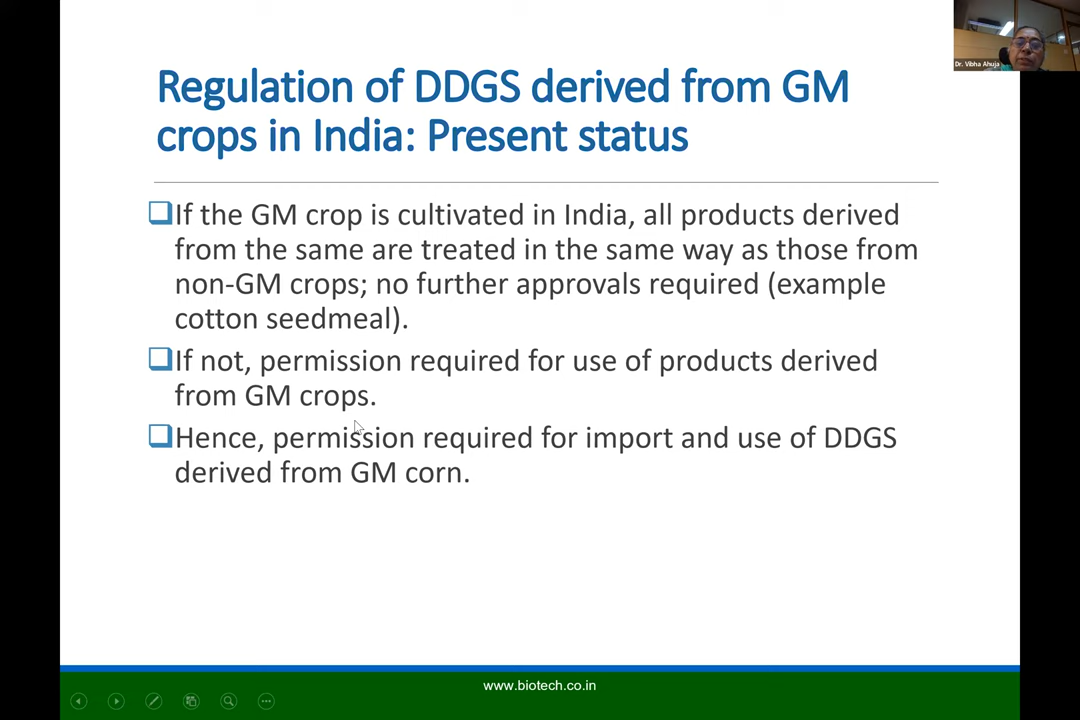 Dr. Vibha Ahuja
Regulation of DDGS derived from GM
crops in India: Present status
If the GM crop is cultivated in India, all products derived
from the same are treated in the same way as those from
non-GM crops; no further approvals required (example
cotton seedmeal).
If not, permission required for use of products derived
from GM crops.
Hence, permission required for import and use of DDGS
derived from GM corn.
www.biotech.co.in